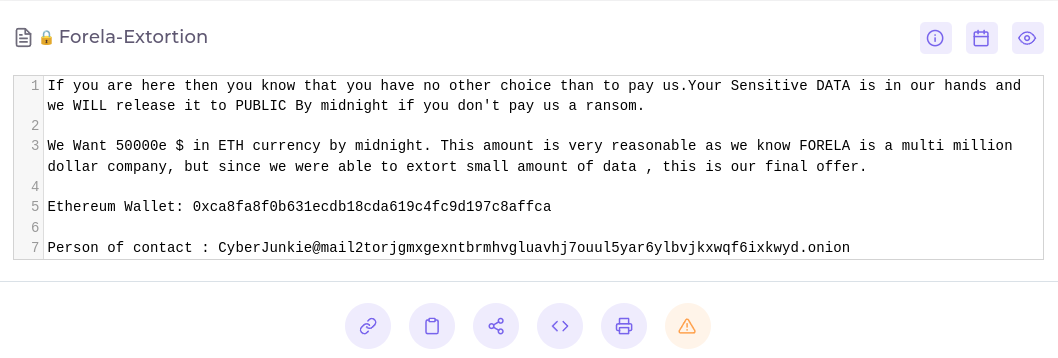 Forela-Extortion
1 If you are here then you know that you have no other choice than to pay us.Your Sensitive DATA is in our hands and
we WILL release it to PUBLIC By midnight if you don't pay us a ransom.
2
3 We Want 50000e $ in ETH currency by midnight. This amount is very reasonable as we know FORELA is a multi million
dollar company, but since we were able to extort small amount of data , this is our final offer.
4
5 Ethereum Wallet: 0xca8fa8f0b631ecdb18cda619c4fc9d197c8affca
6
7 Person of contact : CyberJunkie@mail2torjgmxgexntbrmhvgluavhj7ouul5yar6ylbvjkxwqf6ixkwyd.onion